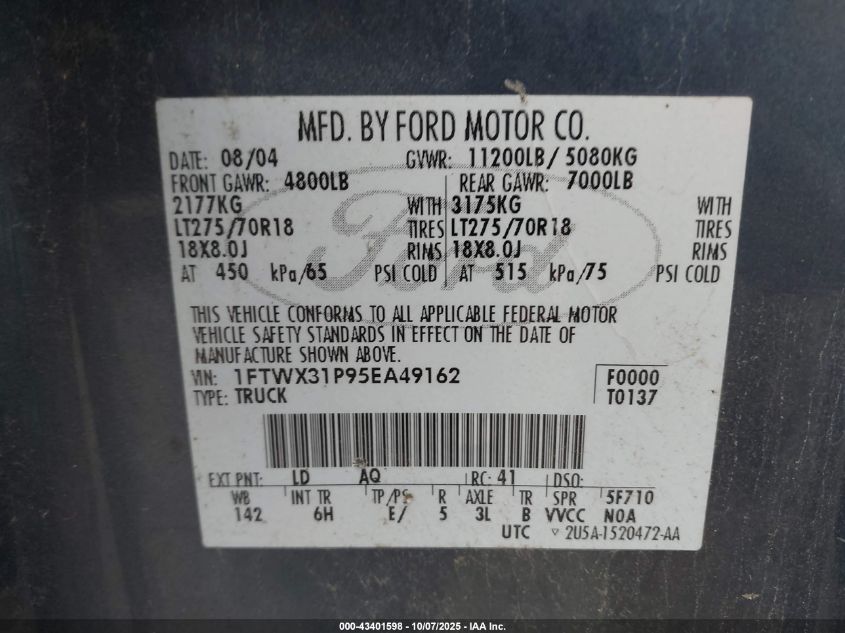 MFD. BY FORD MOTOR CO.
DATE: 08/04 GVWR: 11200LB/ 5080KG
FRONT GAWR: 4800LB REAR GAWR: 7000LB
2177KG WITH 3175KG WITH
LT275/70R18 TIRES LT275/70R18 TIRES
18X8.0J RIMS 18X8.0J RIMS
AT 450 kPa/65 PSI COLD AT 515 kPa/75 PSI COLD
Ford
THIS VEHICLE CONFORMS TO ALL APPLICABLE FEDERAL MOTOR
VEHICLE SAFETY STANDARDS IN EFFECT ON THE DATE OF
MANUFACTURE SHOWN ABOVE.
VIN: 1FTWX31P95EA49162 F0000
TYPE: TRUCK T0137
EXT PNT: LD AQ RC: 41 DSO:
WB INT TR TP/PS R AXLE TR SPR 5F710
142 6H E/ 5 3L B VVCC NOA
UTC ▿ 2U5A-1520472-AA
000-43401598 - 10/07/2025 - IAA Inc.